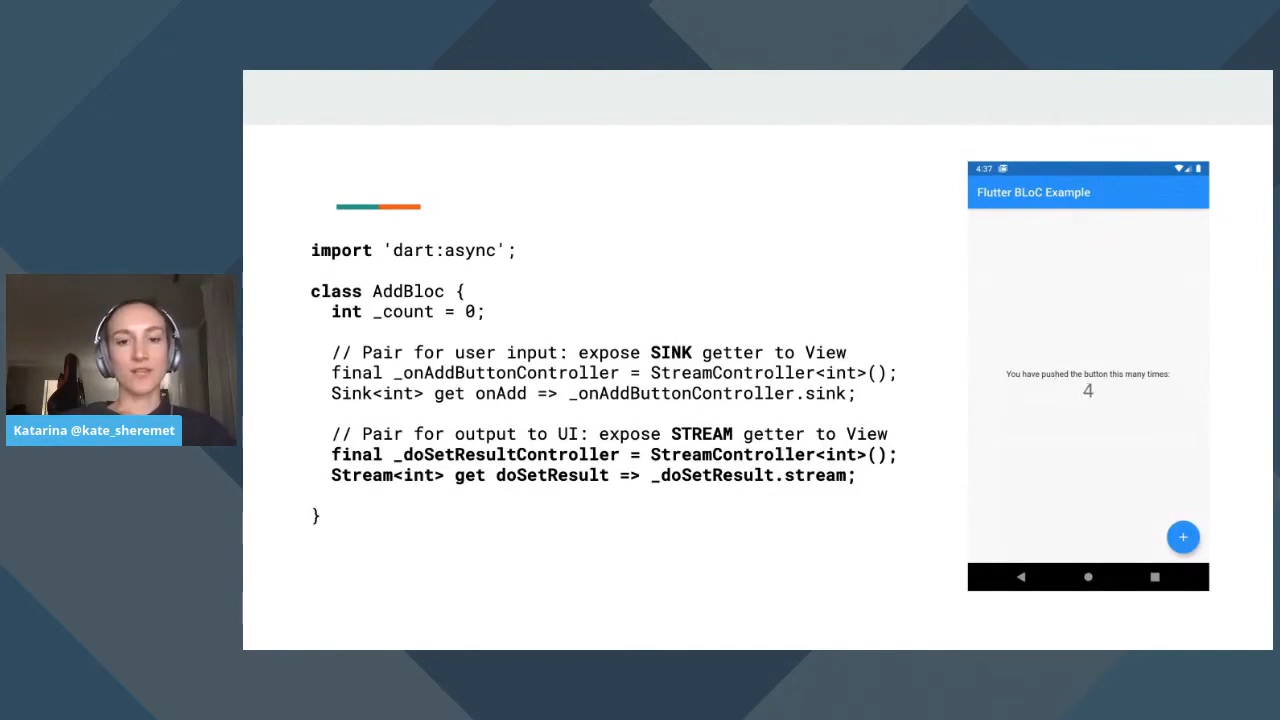 import 'dart:async';
class AddBloc {
int _count = 0;
// Pair for user input: expose SINK getter to View
final _onAddButtonController = StreamController<int>();
Sink<int> get onAdd => _onAddButtonController.sink;
// Pair for output to UI: expose STREAM getter to View
final _doSetResultController = StreamController<int>();
Stream<int> get doSetResult => _doSetResult.stream;
}
4:37
Flutter BLoC Example
You have pushed the button this many times:
4
+
Katarina @kate_sheremet